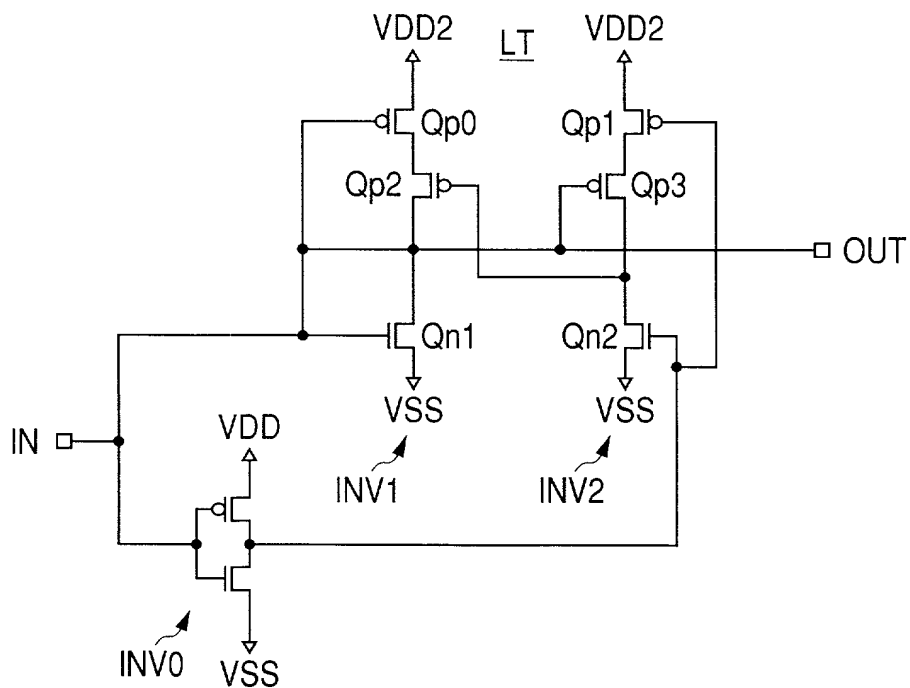 VDD2 LT VDD2
Qp0 Qp1
Qp2 Qp3
OUT
Qn1 Qn2
VSS VSS
IN VDD
INV1 INV2
INV0 VSS